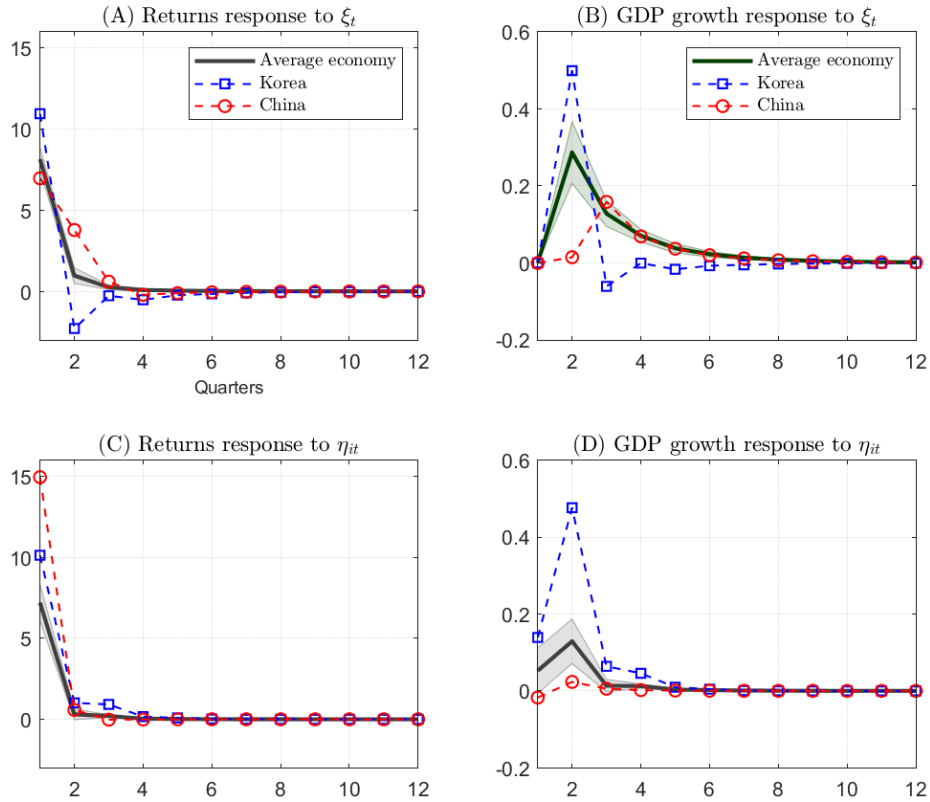 (A) Returns response to ξt
15
10
5
0
Average economy
Korea
China
2 4 6 8 10 12
Quarters
(B) GDP growth response to ξt
0.6
0.4
0.2
0
-0.2
Average economy
Korea
China
2 4 6 8 10 12
(C) Returns response to ηit
15
10
5
0
2 4 6 8 10 12
(D) GDP growth response to ηit
0.6
0.4
0.2
0
-0.2
2 4 6 8 10 12